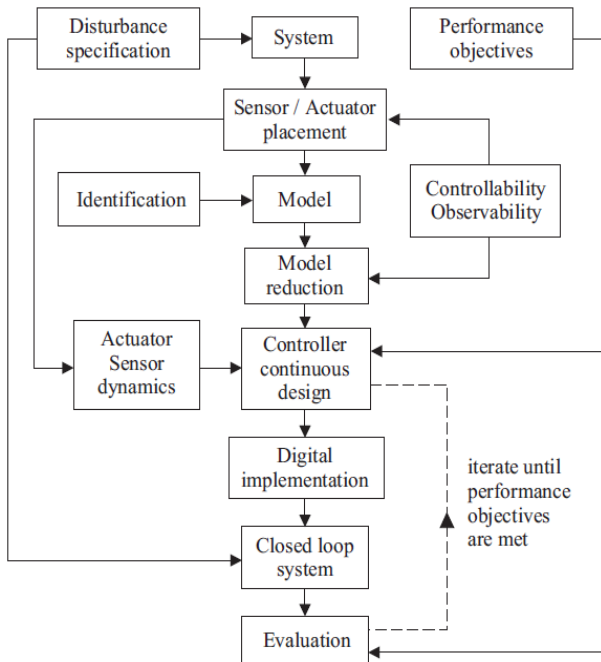 Disturbance
specification
System
Performance
objectives
Sensor / Actuator
placement
Identification
Model
Controllability
Observability
Model
reduction
Actuator
Sensor
dynamics
Controller
continuous
design
Digital
implementation
iterate until
performance
objectives
are met
Closed loop
system
Evaluation